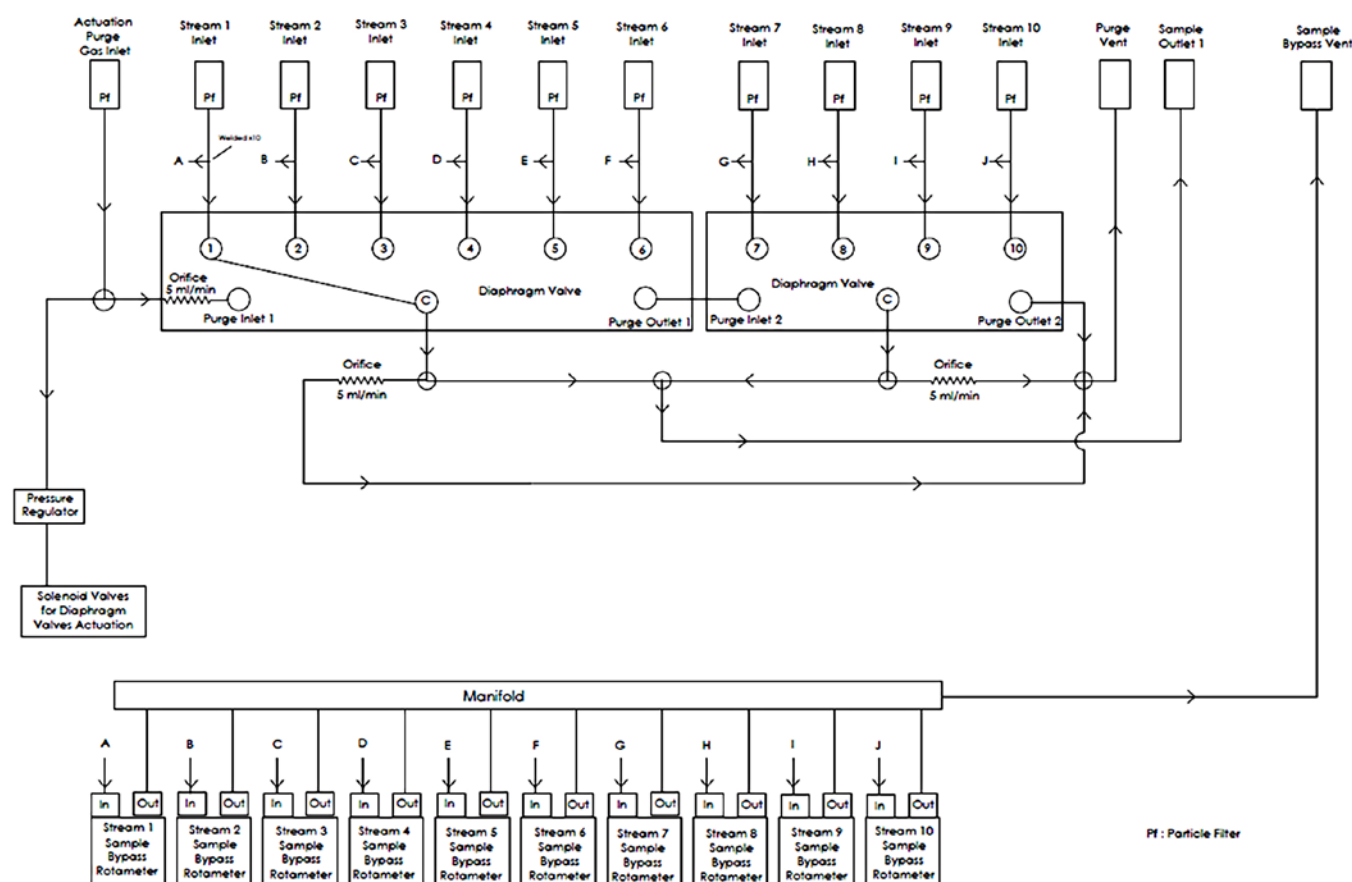 Actuation
Purge
Gas Inlet
Stream 1
Inlet
Stream 2
Inlet
Stream 3
Inlet
Stream 4
Inlet
Stream 5
Inlet
Stream 6
Inlet
Stream 7
Inlet
Stream 8
Inlet
Stream 9
Inlet
Stream 10
Inlet
Purge
Vent
Sample
Outlet 1
Sample
Bypass Vent
Pf
Pf
Pf
Pf
Pf
Pf
Pf
Pf
Pf
Pf
Pf
Welded x10
A
B
C
D
E
F
G
H
I
J
1
2
3
4
5
6
7
8
9
10
Orifice
5 ml/min
Purge Inlet 1
C
Diaphragm Valve
Purge Outlet 1
Purge Inlet 2
Diaphragm Valve
C
Purge Outlet 2
Orifice
5 ml/min
Orifice
5 ml/min
Pressure
Regulator
Solenoid Valves
for Diaphragm
Valves Actuation
Manifold
A
B
C
D
E
F
G
H
I
J
In
Out
In
Out
In
Out
In
Out
In
Out
In
Out
In
Out
In
Out
In
Out
In
Out
Stream 1
Sample
Bypass
Rotameter
Stream 2
Sample
Bypass
Rotameter
Stream 3
Sample
Bypass
Rotameter
Stream 4
Sample
Bypass
Rotameter
Stream 5
Sample
Bypass
Rotameter
Stream 6
Sample
Bypass
Rotameter
Stream 7
Sample
Bypass
Rotameter
Stream 8
Sample
Bypass
Rotameter
Stream 9
Sample
Bypass
Rotameter
Stream 10
Sample
Bypass
Rotameter
Pf : Particle Filter